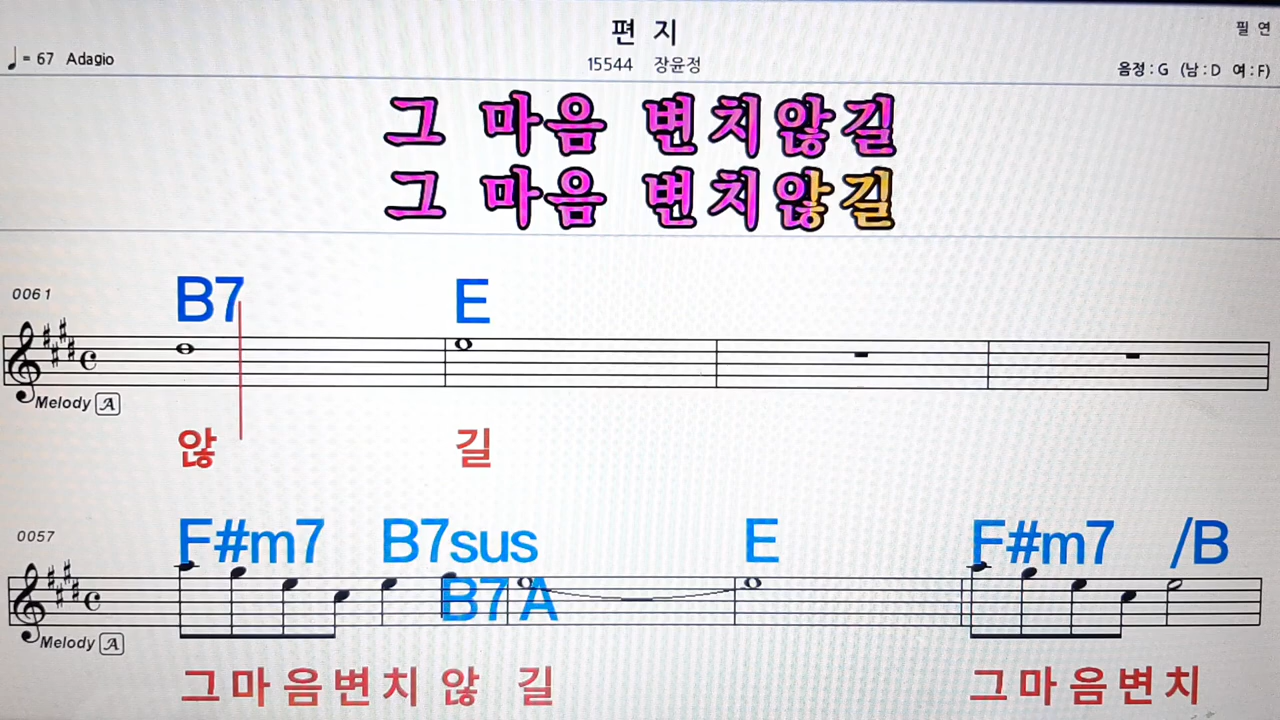 편 지
필 연
♩= 67 Adagio
15544 장윤정
음정 : G (남 : D 여 : F)
그 마음 변치않길
그 마음 변치않길
0061
B7 E
Melody A
않 길
0057
F#m7 B7sus E F#m7 /B
B7 A
Melody A
그마음변치 않 길 그마음변치